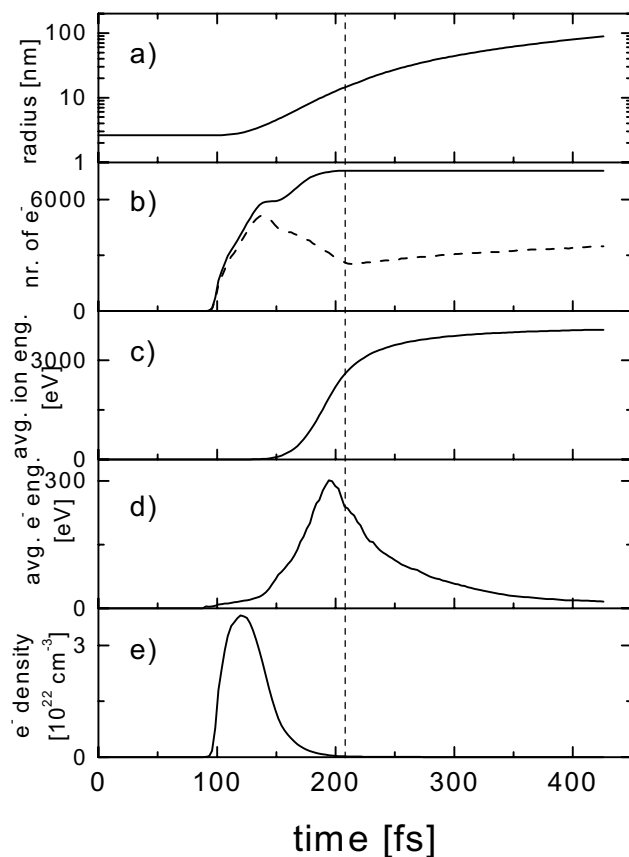 a)
radius [nm]
100
10
1
b)
nr. of e⁻
6000
0
c)
avg. ion eng.
[eV]
3000
0
d)
avg. e⁻ eng.
[eV]
300
0
e)
e⁻ density
[10²² cm⁻³]
3
0
0 100 200 300 400
time [fs]